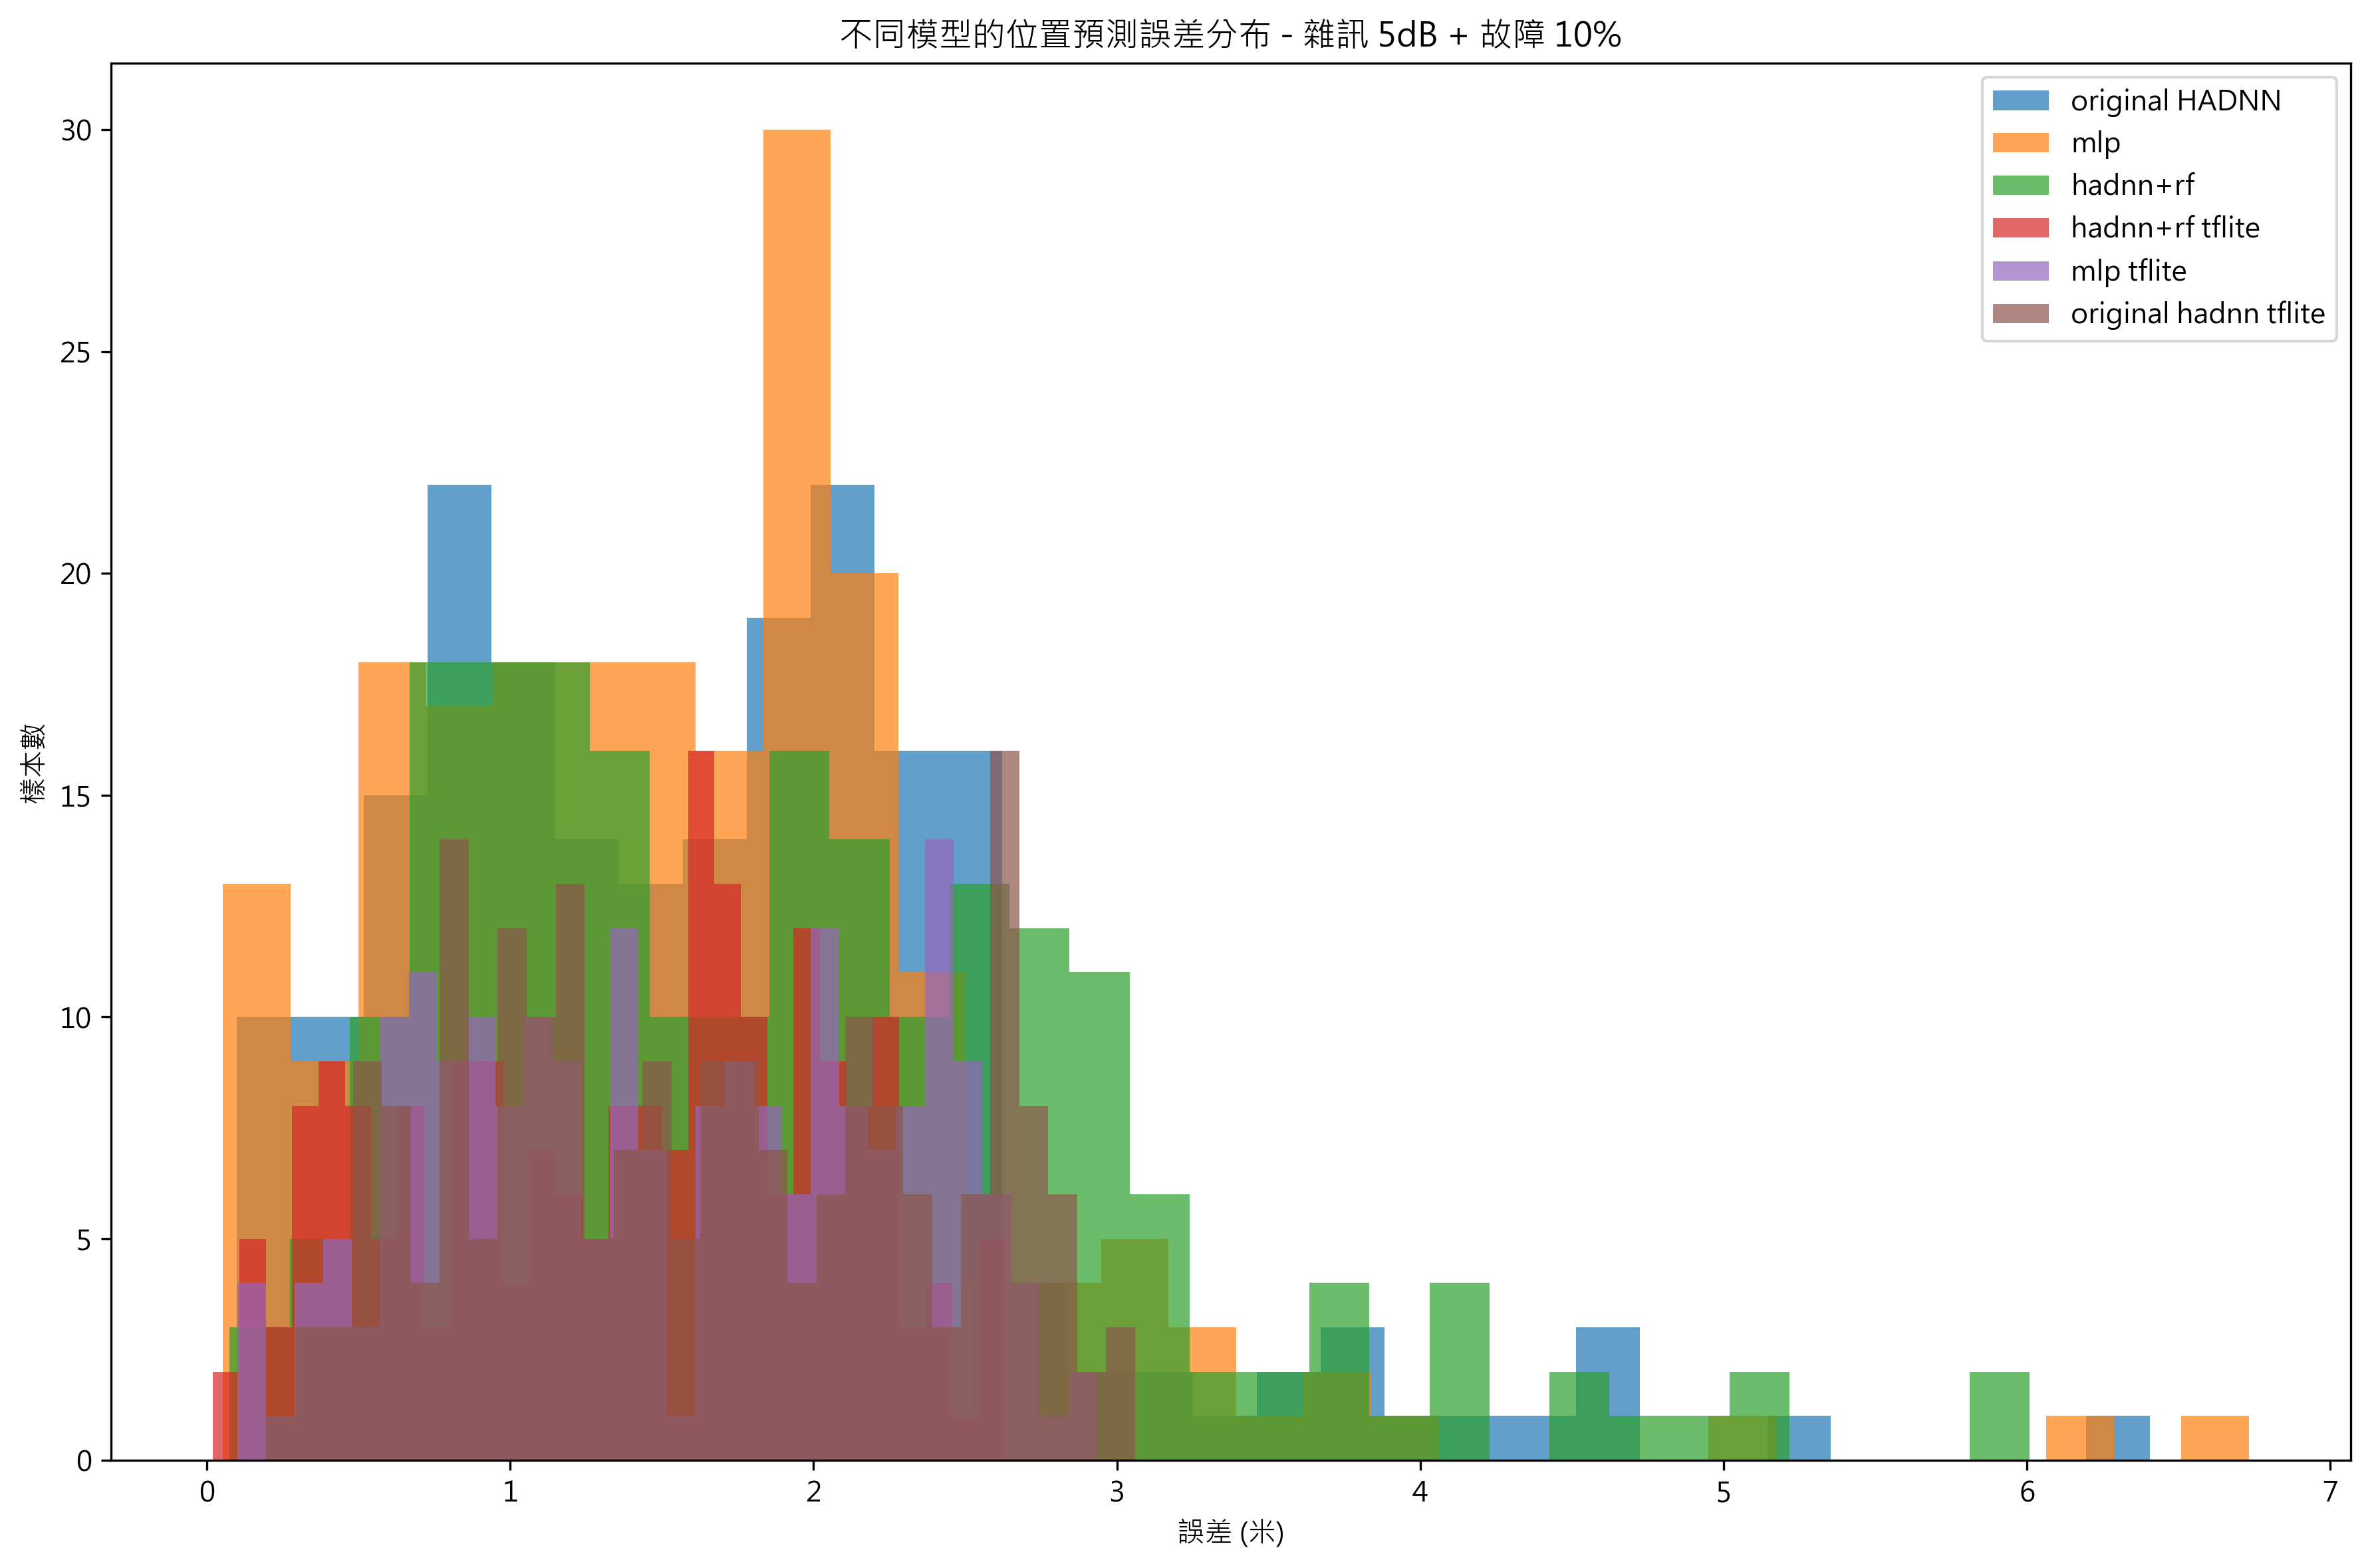 不同模型的位置預測誤差分布 - 雜訊 5dB + 故障 10%
original HADNN
mlp
hadnn+rf
hadnn+rf tflite
mlp tflite
original hadnn tflite
樣本數
30
25
20
15
10
5
0
0 1 2 3 4 5 6 7
誤差 (米)